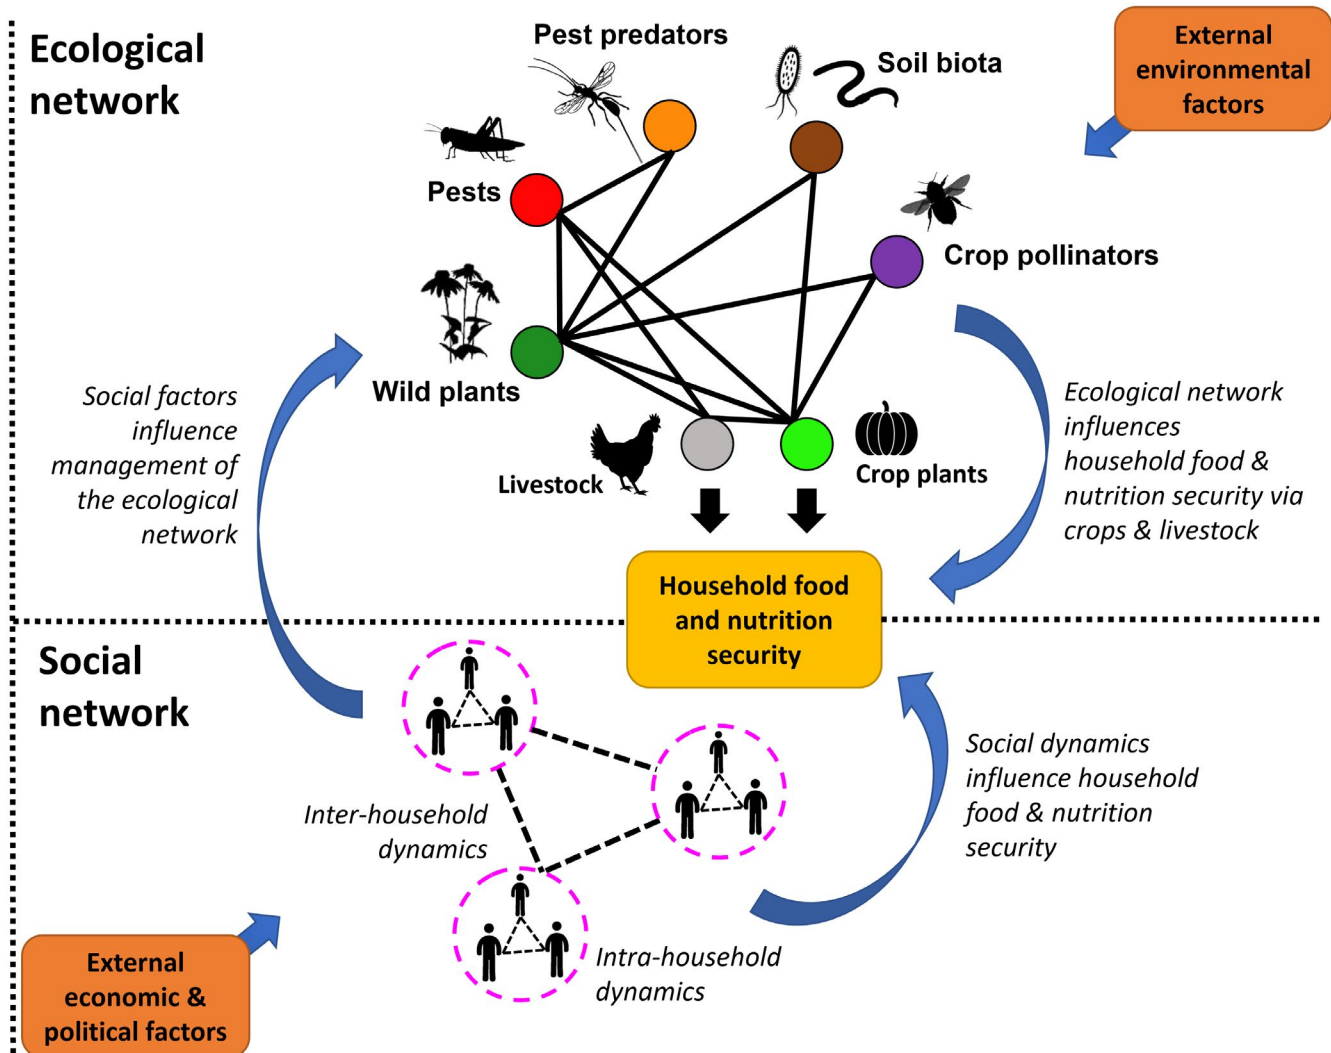 Ecological
network
Pest predators
Soil biota
External
environmental
factors
Pests
Crop pollinators
Wild plants
Livestock
Crop plants
Social factors
influence
management of
the ecological
network
Ecological network
influences
household food &
nutrition security via
crops & livestock
Household food
and nutrition
security
Social
network
Inter-household
dynamics
Social dynamics
influence household
food & nutrition
security
Intra-household
dynamics
External
economic &
political factors